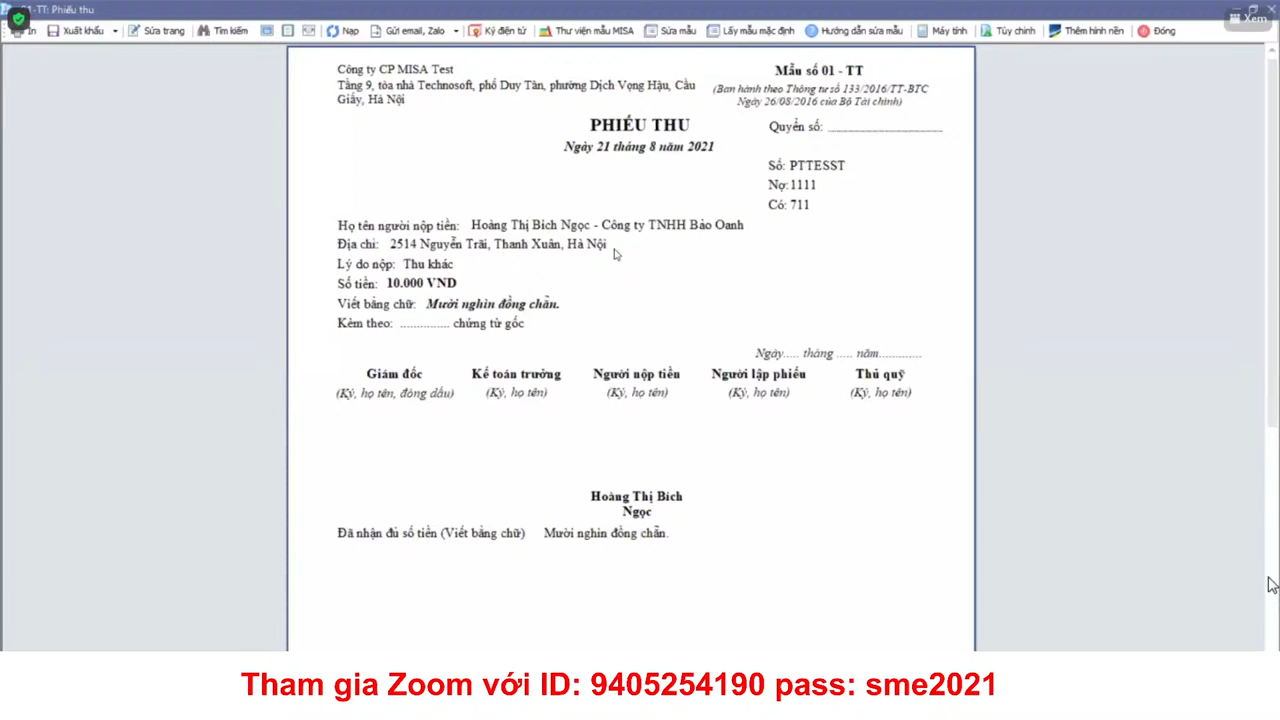 01-TT: Phiếu thu
Xem
In Xuất khẩu Sửa trang Tìm kiếm Nạp Gửi email, Zalo Ký điện tử Thư viện mẫu MISA Sửa mẫu Lấy mẫu mặc định Hướng dẫn sửa mẫu Máy tính Tùy chỉnh Thêm hình nền Đóng
Công ty CP MISA Test
Tầng 9, tòa nhà Technosoft, phố Duy Tân, phường Dịch Vọng Hậu, Cầu
Giấy, Hà Nội
Mẫu số 01 - TT
(Ban hành theo Thông tư số 133/2016/TT-BTC
Ngày 26/08/2016 của Bộ Tài chính)
PHIẾU THU
Ngày 21 tháng 8 năm 2021
Quyển số: ____________________
Số: PTTESST
Nợ: 1111
Có: 711
Họ tên người nộp tiền: Hoàng Thị Bích Ngọc - Công ty TNHH Bảo Oanh
Địa chỉ: 2514 Nguyễn Trãi, Thanh Xuân, Hà Nội
Lý do nộp: Thu khác
Số tiền: 10.000 VND
Viết bằng chữ: Mười nghìn đồng chẵn.
Kèm theo: ............... chứng từ gốc
Ngày..... tháng ..... năm.............
Giám đốc Kế toán trưởng Người nộp tiền Người lập phiếu Thủ quỹ
(Ký, họ tên, đóng dấu) (Ký, họ tên) (Ký, họ tên) (Ký, họ tên) (Ký, họ tên)
Hoàng Thị Bích
Ngọc
Đã nhận đủ số tiền (Viết bằng chữ) Mười nghìn đồng chẵn.
Tham gia Zoom với ID: 9405254190 pass: sme2021